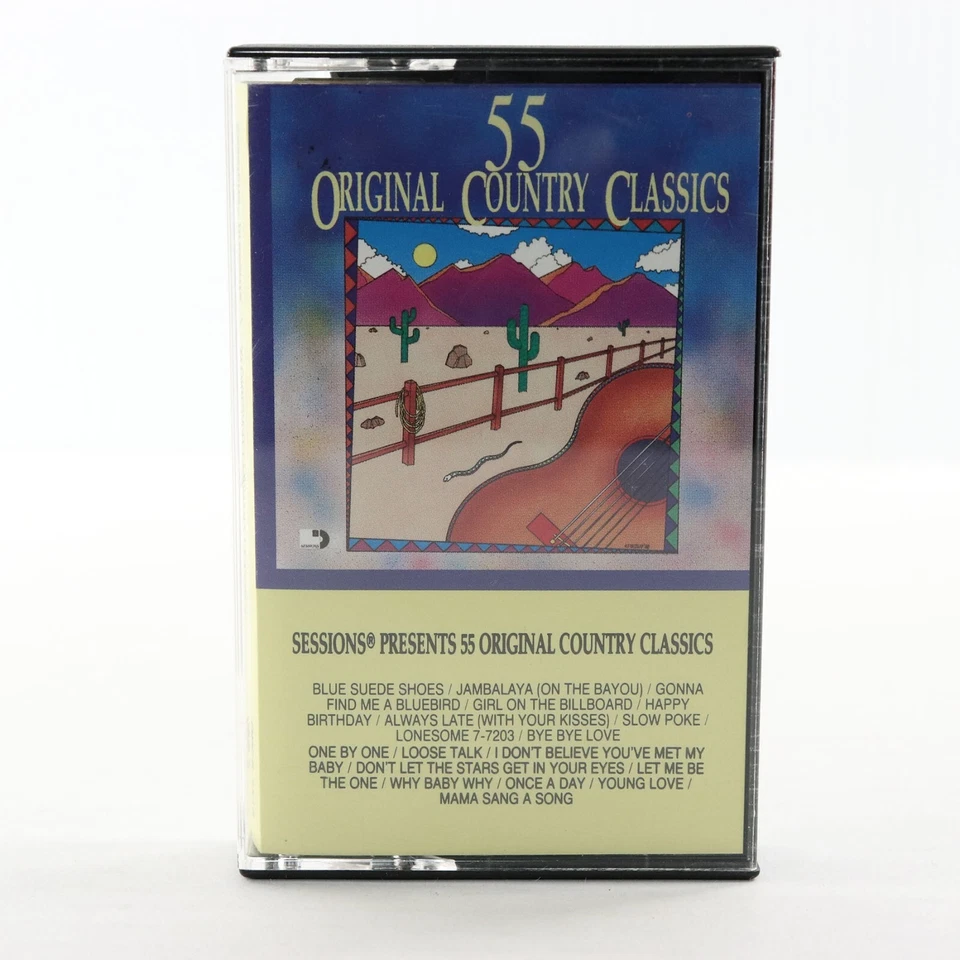 55
ORIGINAL COUNTRY CLASSICS
SESSIONS® PRESENTS 55 ORIGINAL COUNTRY CLASSICS
BLUE SUEDE SHOES / JAMBALAYA (ON THE BAYOU) / GONNA
FIND ME A BLUEBIRD / GIRL ON THE BILLBOARD / HAPPY
BIRTHDAY / ALWAYS LATE (WITH YOUR KISSES) / SLOW POKE /
LONESOME 7-7203 / BYE BYE LOVE
ONE BY ONE / LOOSE TALK / I DON'T BELIEVE YOU'VE MET MY
BABY / DON'T LET THE STARS GET IN YOUR EYES / LET ME BE
THE ONE / WHY BABY WHY / ONCE A DAY / YOUNG LOVE /
MAMA SANG A SONG